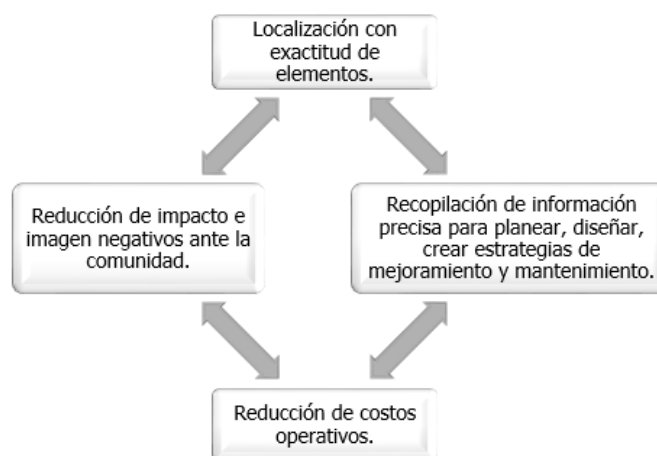 Localización con
exactitud de
elementos.
Reducción de impacto e
imagen negativos ante la
comunidad.
Recopilación de información
precisa para planear, diseñar,
crear estrategias de
mejoramiento y mantenimiento.
Reducción de costos
operativos.